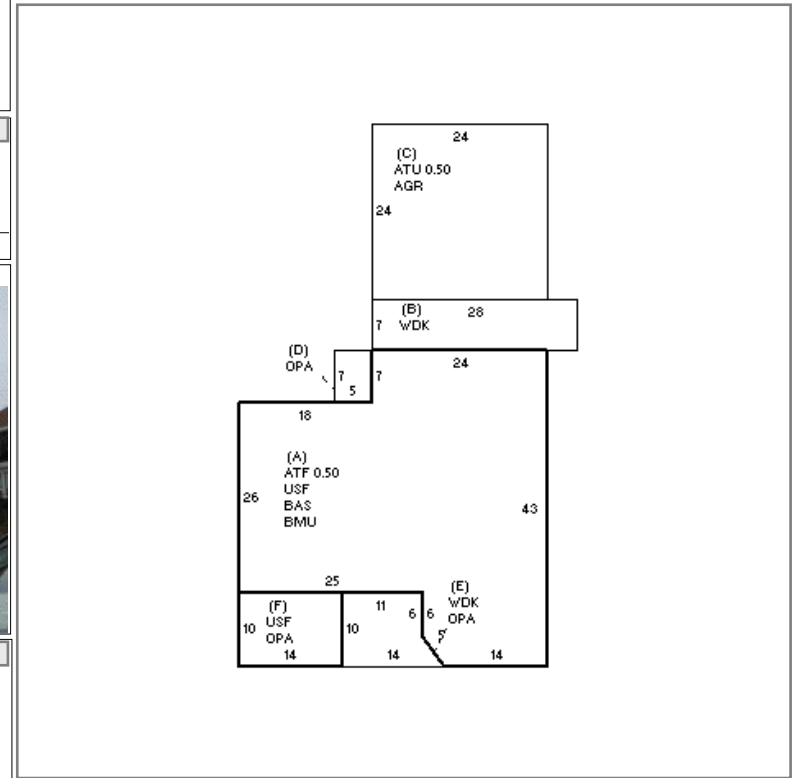 24
(C)
ATU 0.50
AGR
24
(B) 28
7 WDK
(D)
OPA
24
7 7
5
18
(A)
ATF 0.50
USF
BAS
BMU
26
43
25
(E)
WDK
OPA
11
6 6
(F)
USF
OPA
10 10
5
14 14 14